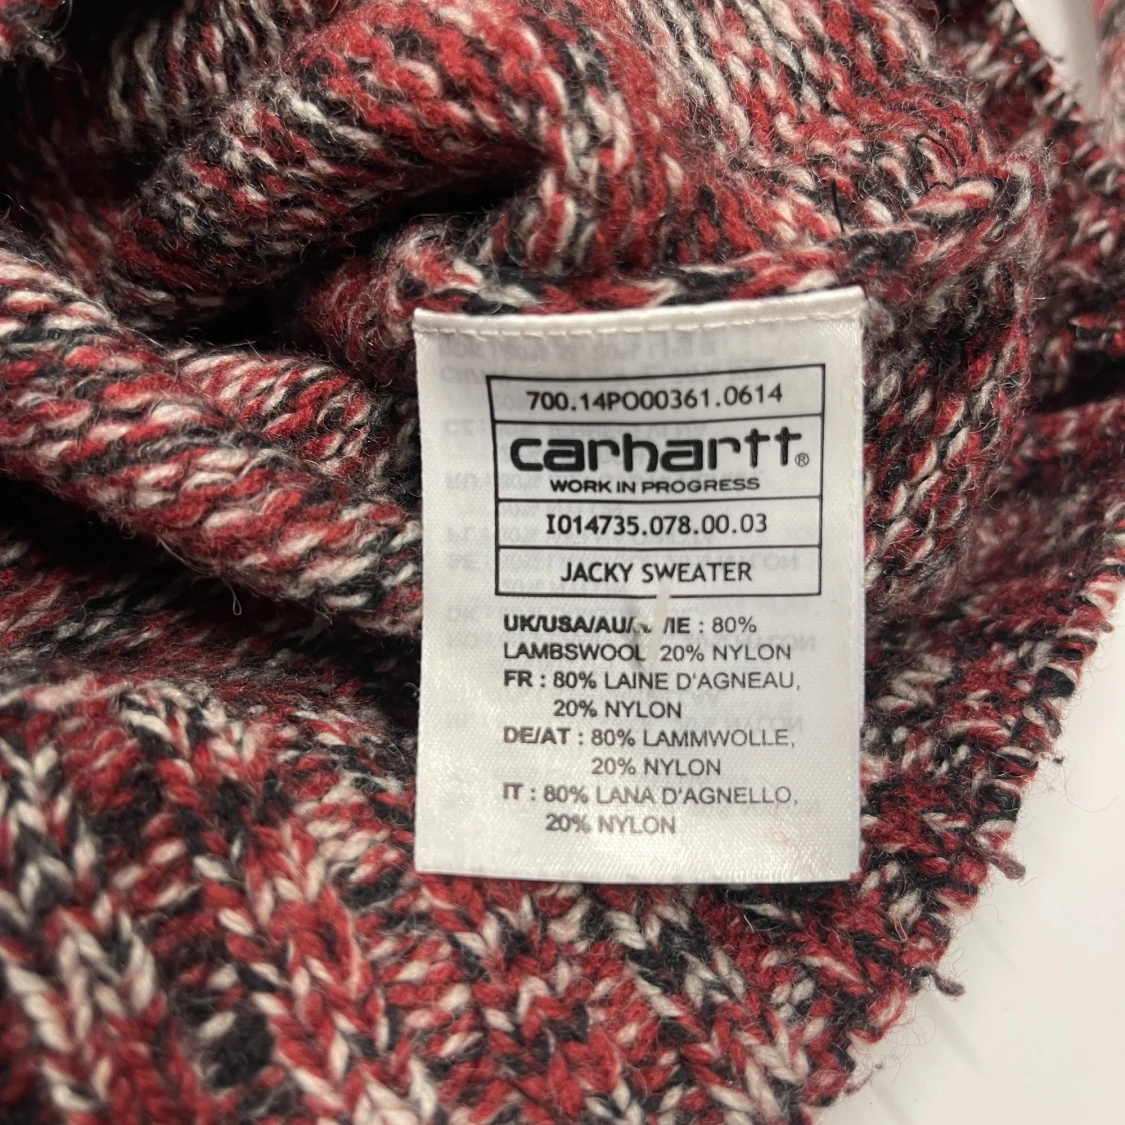 700.14PO00361.0614
carhartt®
WORK IN PROGRESS
I014735.078.00.03
JACKY SWEATER
UK/USA/AU/ /IE : 80%
LAMBSWOOL 20% NYLON
FR : 80% LAINE D'AGNEAU,
20% NYLON
DE/AT : 80% LAMMWOLLE,
20% NYLON
IT : 80% LANA D'AGNELLO,
20% NYLON